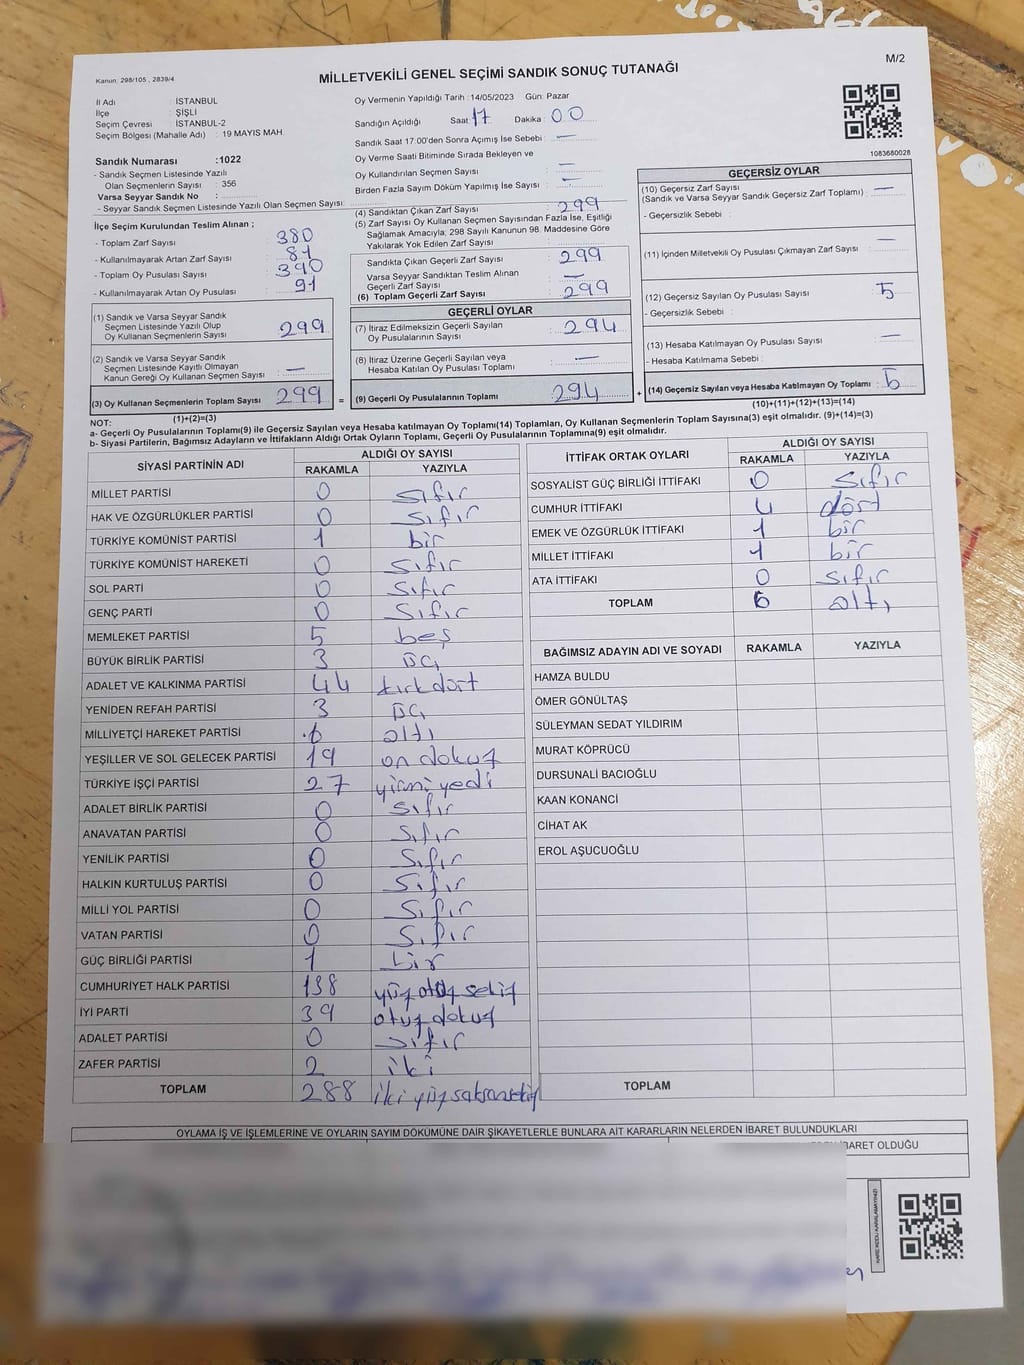 M/2
Kanun: 298/105 , 2839/4
MİLLETVEKİLİ GENEL SEÇİMİ SANDIK SONUÇ TUTANAĞI
İl Adı : İSTANBUL
İlçe : ŞİŞLİ
Seçim Çevresi : İSTANBUL-2
Seçim Bölgesi (Mahalle Adı) : 19 MAYIS MAH.
Sandık Numarası :1022
- Sandık Seçmen Listesinde Yazılı
Olan Seçmenlerin Sayısı : 356
Varsa Seyyar Sandık No :
- Seyyar Sandık Seçmen Listesinde Yazılı Olan Seçmen Sayısı:
Oy Vermenin Yapıldığı Tarih :14/05/2023 Gün: Pazar
Sandığın Açıldığı Saat :17 Dakika : 00
Sandık Saat 17:00'den Sonra Açımış İse Sebebi : —
Oy Verme Saati Bitiminde Sırada Bekleyen ve
Oy Kullandırılan Seçmen Sayısı : —
Birden Fazla Sayım Döküm Yapılmış İse Sayısı : —
1083680028
İlçe Seçim Kurulundan Teslim Alınan ;
- Toplam Zarf Sayısı : 380
- Kullanılmayarak Artan Zarf Sayısı : 81
- Toplam Oy Pusulası Sayısı : 390
- Kullanılmayarak Artan Oy Pusulası : 91
(1) Sandık ve Varsa Seyyar Sandık
Seçmen Listesinde Yazılı Olup
Oy Kullanan Seçmenlerin Sayısı : 299
(2) Sandık ve Varsa Seyyar Sandık
Seçmen Listesinde Kayıtlı Olmayan
Kanun Gereği Oy Kullanan Seçmen Sayısı : —
(3) Oy Kullanan Seçmenlerin Toplam Sayısı : 299
(1)+(2)=(3)
(4) Sandıktan Çıkan Zarf Sayısı : 299
(5) Zarf Sayısı Oy Kullanan Seçmen Sayısından Fazla İse, Eşitliği
Sağlamak Amacıyla; 298 Sayılı Kanunun 98. Maddesine Göre
Yakılarak Yok Edilen Zarf Sayısı :
Sandıkta Çıkan Geçerli Zarf Sayısı : 299
Varsa Seyyar Sandıktan Teslim Alınan
Geçerli Zarf Sayısı : —
(6) Toplam Geçerli Zarf Sayısı : 299
GEÇERLİ OYLAR
(7) İtiraz Edilmeksizin Geçerli Sayılan
Oy Pusulalarının Sayısı : 294
(8) İtiraz Üzerine Geçerli Sayılan veya
Hesaba Katılan Oy Pusulası Toplamı : —
= (9) Geçerli Oy Pusulalarının Toplamı : 294
GEÇERSİZ OYLAR
(10) Geçersiz Zarf Sayısı
(Sandık ve Varsa Seyyar Sandık Geçersiz Zarf Toplamı) : —
- Geçersizlik Sebebi :
(11) İçinden Milletvekili Oy Pusulası Çıkmayan Zarf Sayısı : —
(12) Geçersiz Sayılan Oy Pusulası Sayısı : 5
- Geçersizlik Sebebi :
(13) Hesaba Katılmayan Oy Pusulası Sayısı : —
- Hesaba Katılmama Sebebi :
+ (14) Geçersiz Sayılan veya Hesaba Katılmayan Oy Toplamı : 5
(10)+(11)+(12)+(13)=(14)
NOT:
a- Geçerli Oy Pusulalarının Toplamı(9) ile Geçersiz Sayılan veya Hesaba katılmayan Oy Toplamı(14) Toplamları, Oy Kullanan Seçmenlerin Toplam Sayısına(3) eşit olmalıdır. (9)+(14)=(3)
b- Siyasi Partilerin, Bağımsız Adayların ve İttifakların Aldığı Ortak Oyların Toplamı, Geçerli Oy Pusulalarının Toplamına(9) eşit olmalıdır.
SİYASİ PARTİNİN ADI ALDIĞI OY SAYISI
RAKAMLA YAZIYLA
MİLLET PARTİSİ 0 sıfır
HAK VE ÖZGÜRLÜKLER PARTİSİ 0 sıfır
TÜRKİYE KOMÜNİST PARTİSİ 1 bir
TÜRKİYE KOMÜNİST HAREKETİ 0 sıfır
SOL PARTİ 0 sıfır
GENÇ PARTİ 0 sıfır
MEMLEKET PARTİSİ 5 beş
BÜYÜK BİRLİK PARTİSİ 3 üç
ADALET VE KALKINMA PARTİSİ 44 kırk dört
YENİDEN REFAH PARTİSİ 3 üç
MİLLİYETÇİ HAREKET PARTİSİ 6 altı
YEŞİLLER VE SOL GELECEK PARTİSİ 19 on dokuz
TÜRKİYE İŞÇİ PARTİSİ 27 yirmi yedi
ADALET BİRLİK PARTİSİ 0 sıfır
ANAVATAN PARTİSİ 0 sıfır
YENİLİK PARTİSİ 0 sıfır
HALKIN KURTULUŞ PARTİSİ 0 sıfır
MİLLİ YOL PARTİSİ 0 sıfır
VATAN PARTİSİ 0 sıfır
GÜÇ BİRLİĞİ PARTİSİ 1 bir
CUMHURİYET HALK PARTİSİ 138 yüz otuz sekiz
İYİ PARTİ 39 otuz dokuz
ADALET PARTİSİ 0 sıfır
ZAFER PARTİSİ 2 iki
TOPLAM 288 iki yüz seksen sekiz
İTTİFAK ORTAK OYLARI ALDIĞI OY SAYISI
RAKAMLA YAZIYLA
SOSYALİST GÜÇ BİRLİĞİ İTTİFAKI 0 sıfır
CUMHUR İTTİFAKI 4 dört
EMEK VE ÖZGÜRLÜK İTTİFAKI 1 bir
MİLLET İTTİFAKI 1 bir
ATA İTTİFAKI 0 sıfır
TOPLAM 6 altı
BAĞIMSIZ ADAYIN ADI VE SOYADI RAKAMLA YAZIYLA
HAMZA BULDU
ÖMER GÖNÜLTAŞ
SÜLEYMAN SEDAT YILDIRIM
MURAT KÖPRÜCÜ
DURSUNALİ BACIOĞLU
KAAN KONANCİ
CİHAT AK
EROL AŞUCUOĞLU
TOPLAM
OYLAMA İŞ VE İŞLEMLERİNE VE OYLARIN SAYIM DÖKÜMÜNE DAİR ŞİKAYETLERLE BUNLARA AİT KARARLARIN NELERDEN İBARET BULUNDUKLARI
İBARET OLDUĞU